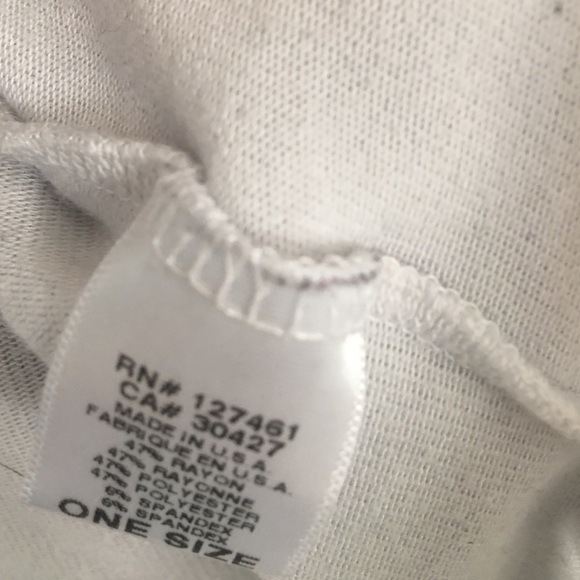 RN# 127461
CA# 30427
MADE IN U.S.A.
FABRIQUE EN U.S.A.
47% RAYON
47% RAYONNE
47% POLYESTER
47% POLYESTER
6% SPANDEX
6% SPANDEX
ONE SIZE